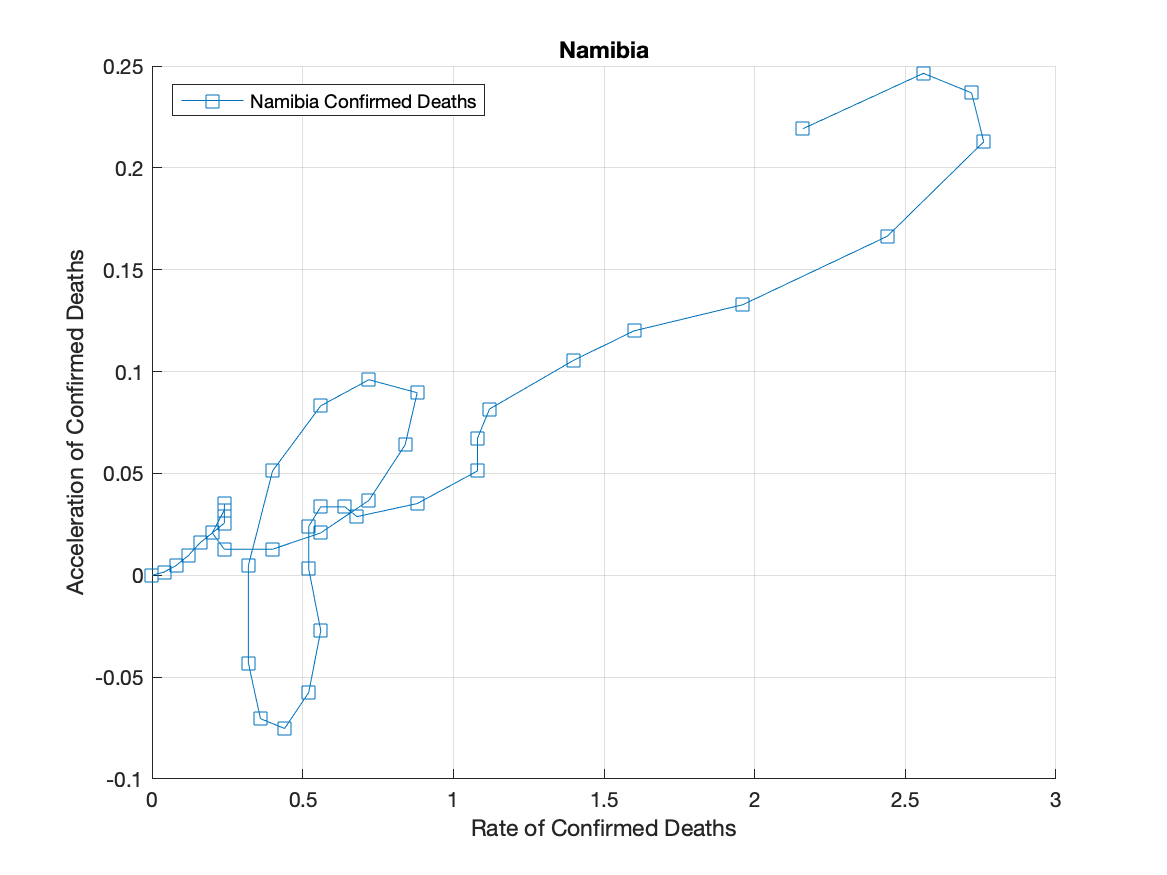 Namibia
Namibia Confirmed Deaths
0.25
0.2
0.15
0.1
0.05
0
-0.05
-0.1
Acceleration of Confirmed Deaths
0 0.5 1 1.5 2 2.5 3
Rate of Confirmed Deaths